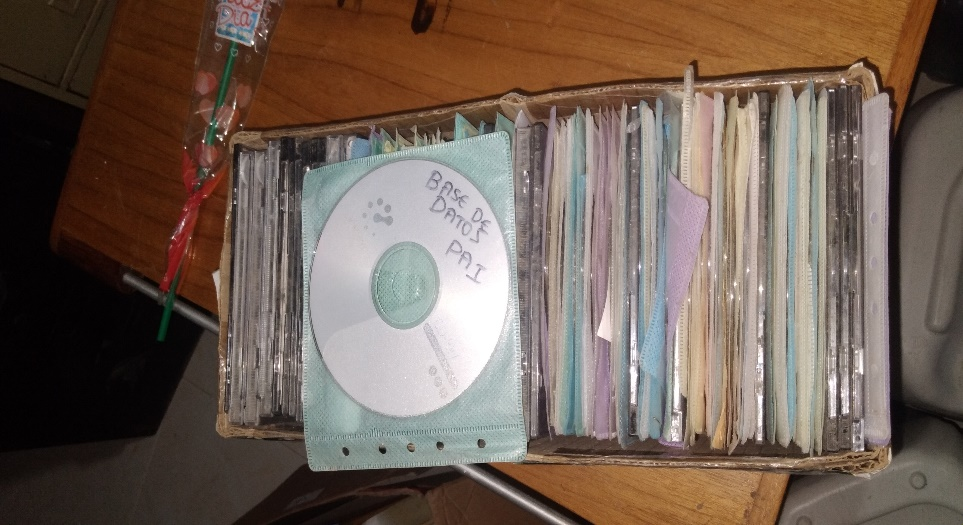 BASE DE
DATOS
PAI